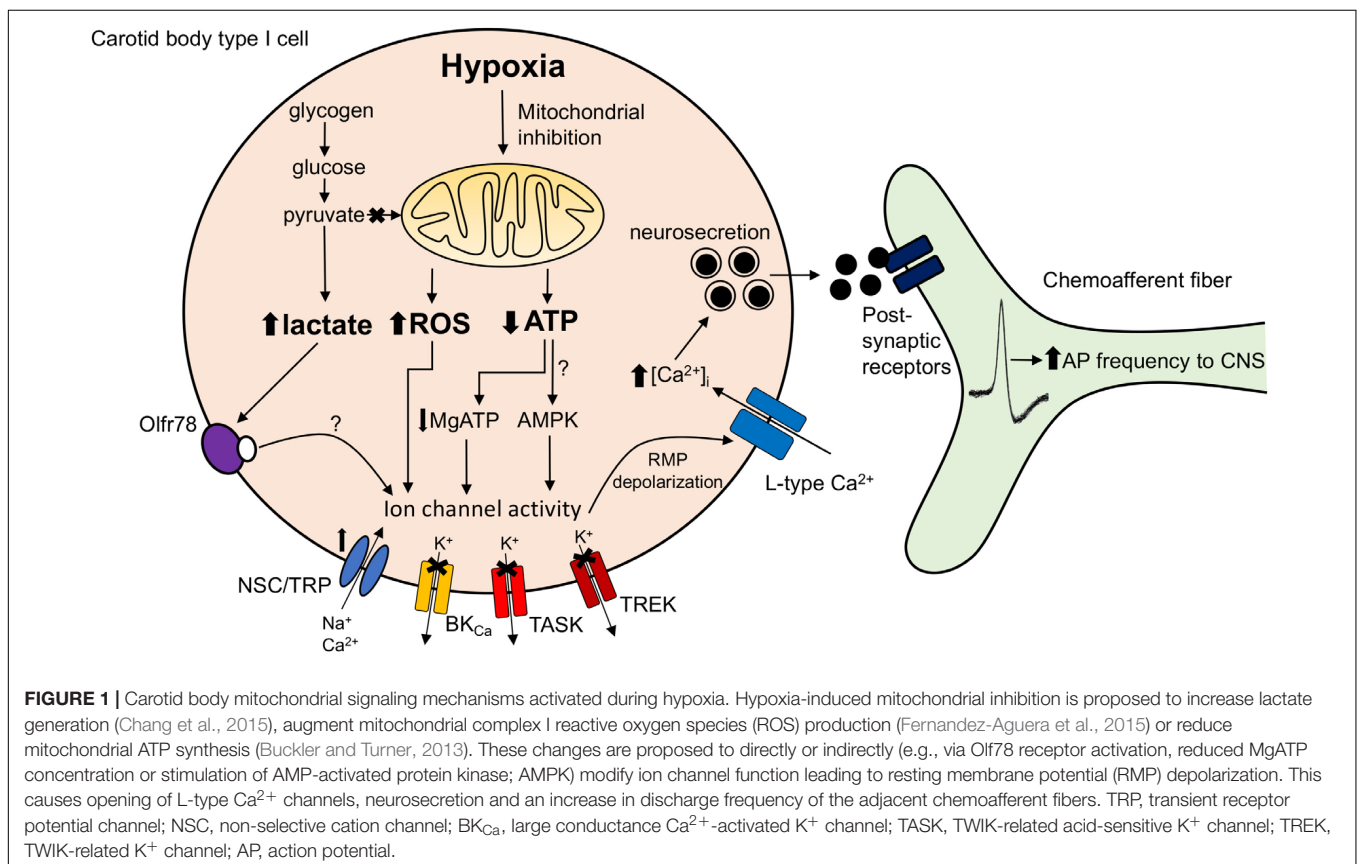 Carotid body type I cell
Hypoxia
Mitochondrial
inhibition
glycogen
glucose
pyruvate
↑lactate
↑ROS
↓ATP
?
↓MgATP
AMPK
Olfr78
?
Ion channel activity
RMP
depolarization
neurosecretion
↑[Ca²⁺]ᵢ
L-type Ca²⁺
Post-
synaptic
receptors
Chemoafferent fiber
↑AP frequency to CNS
↑
NSC/TRP
Na⁺
Ca²⁺
K⁺
K⁺
K⁺
BK_Ca
TASK
TREK
FIGURE 1 | Carotid body mitochondrial signaling mechanisms activated during hypoxia. Hypoxia-induced mitochondrial inhibition is proposed to increase lactate
generation (Chang et al., 2015), augment mitochondrial complex I reactive oxygen species (ROS) production (Fernandez-Aguera et al., 2015) or reduce
mitochondrial ATP synthesis (Buckler and Turner, 2013). These changes are proposed to directly or indirectly (e.g., via Olf78 receptor activation, reduced MgATP
concentration or stimulation of AMP-activated protein kinase; AMPK) modify ion channel function leading to resting membrane potential (RMP) depolarization. This
causes opening of L-type Ca²⁺ channels, neurosecretion and an increase in discharge frequency of the adjacent chemoafferent fibers. TRP, transient receptor
potential channel; NSC, non-selective cation channel; BK_Ca, large conductance Ca²⁺-activated K⁺ channel; TASK, TWIK-related acid-sensitive K⁺ channel; TREK,
TWIK-related K⁺ channel; AP, action potential.